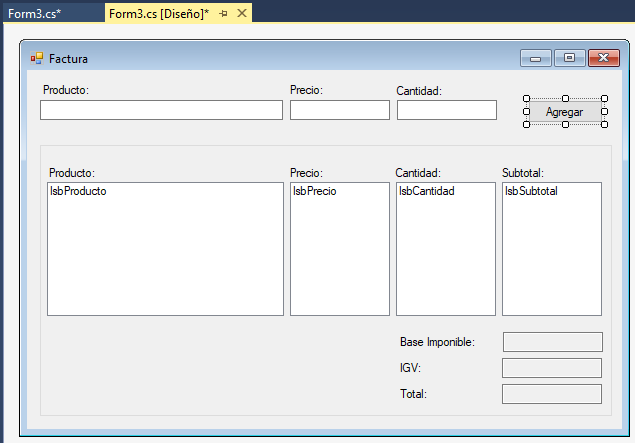 Form3.cs*
Form3.cs [Diseño]*
Factura
Producto:
Precio:
Cantidad:
Agregar
Producto:
Precio:
Cantidad:
Subtotal:
lsbProducto
lsbPrecio
lsbCantidad
lsbSubtotal
Base Imponible:
IGV:
Total: